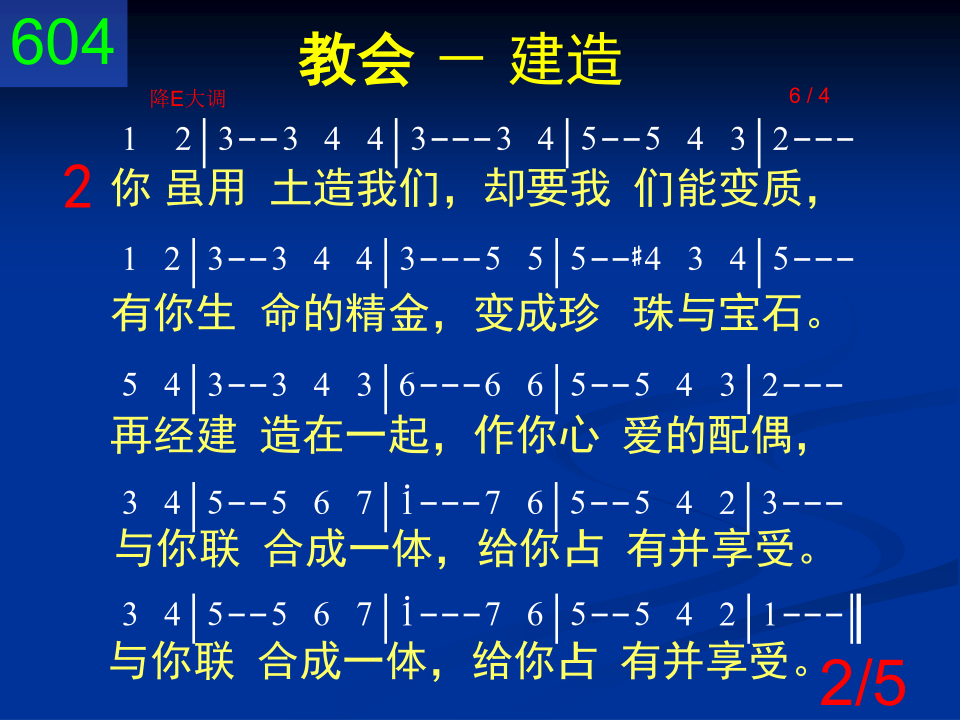 604
教会 － 建造
降E大调 6 / 4
1 2|3--3 4 4|3---3 4|5--5 4 3|2---
2 你 虽用 土造我们，却要我 们能变质，
1 2|3--3 4 4|3---5 5|5--#4 3 4|5---
有你生 命的精金，变成珍 珠与宝石。
5 4|3--3 4 3|6---6 6|5--5 4 3|2---
再经建 造在一起，作你心 爱的配偶，
3 4|5--5 6 7|i---7 6|5--5 4 2|3---
与你联 合成一体，给你占 有并享受。
3 4|5--5 6 7|i---7 6|5--5 4 2|1---‖
与你联 合成一体，给你占 有并享受。
2/5